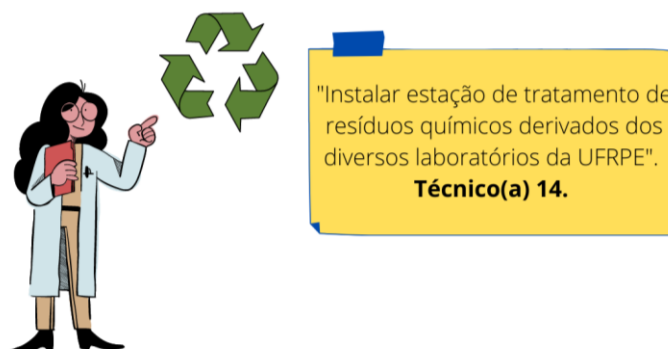 "Instalar estação de tratamento de
resíduos químicos derivados dos
diversos laboratórios da UFRPE".
Técnico(a) 14.